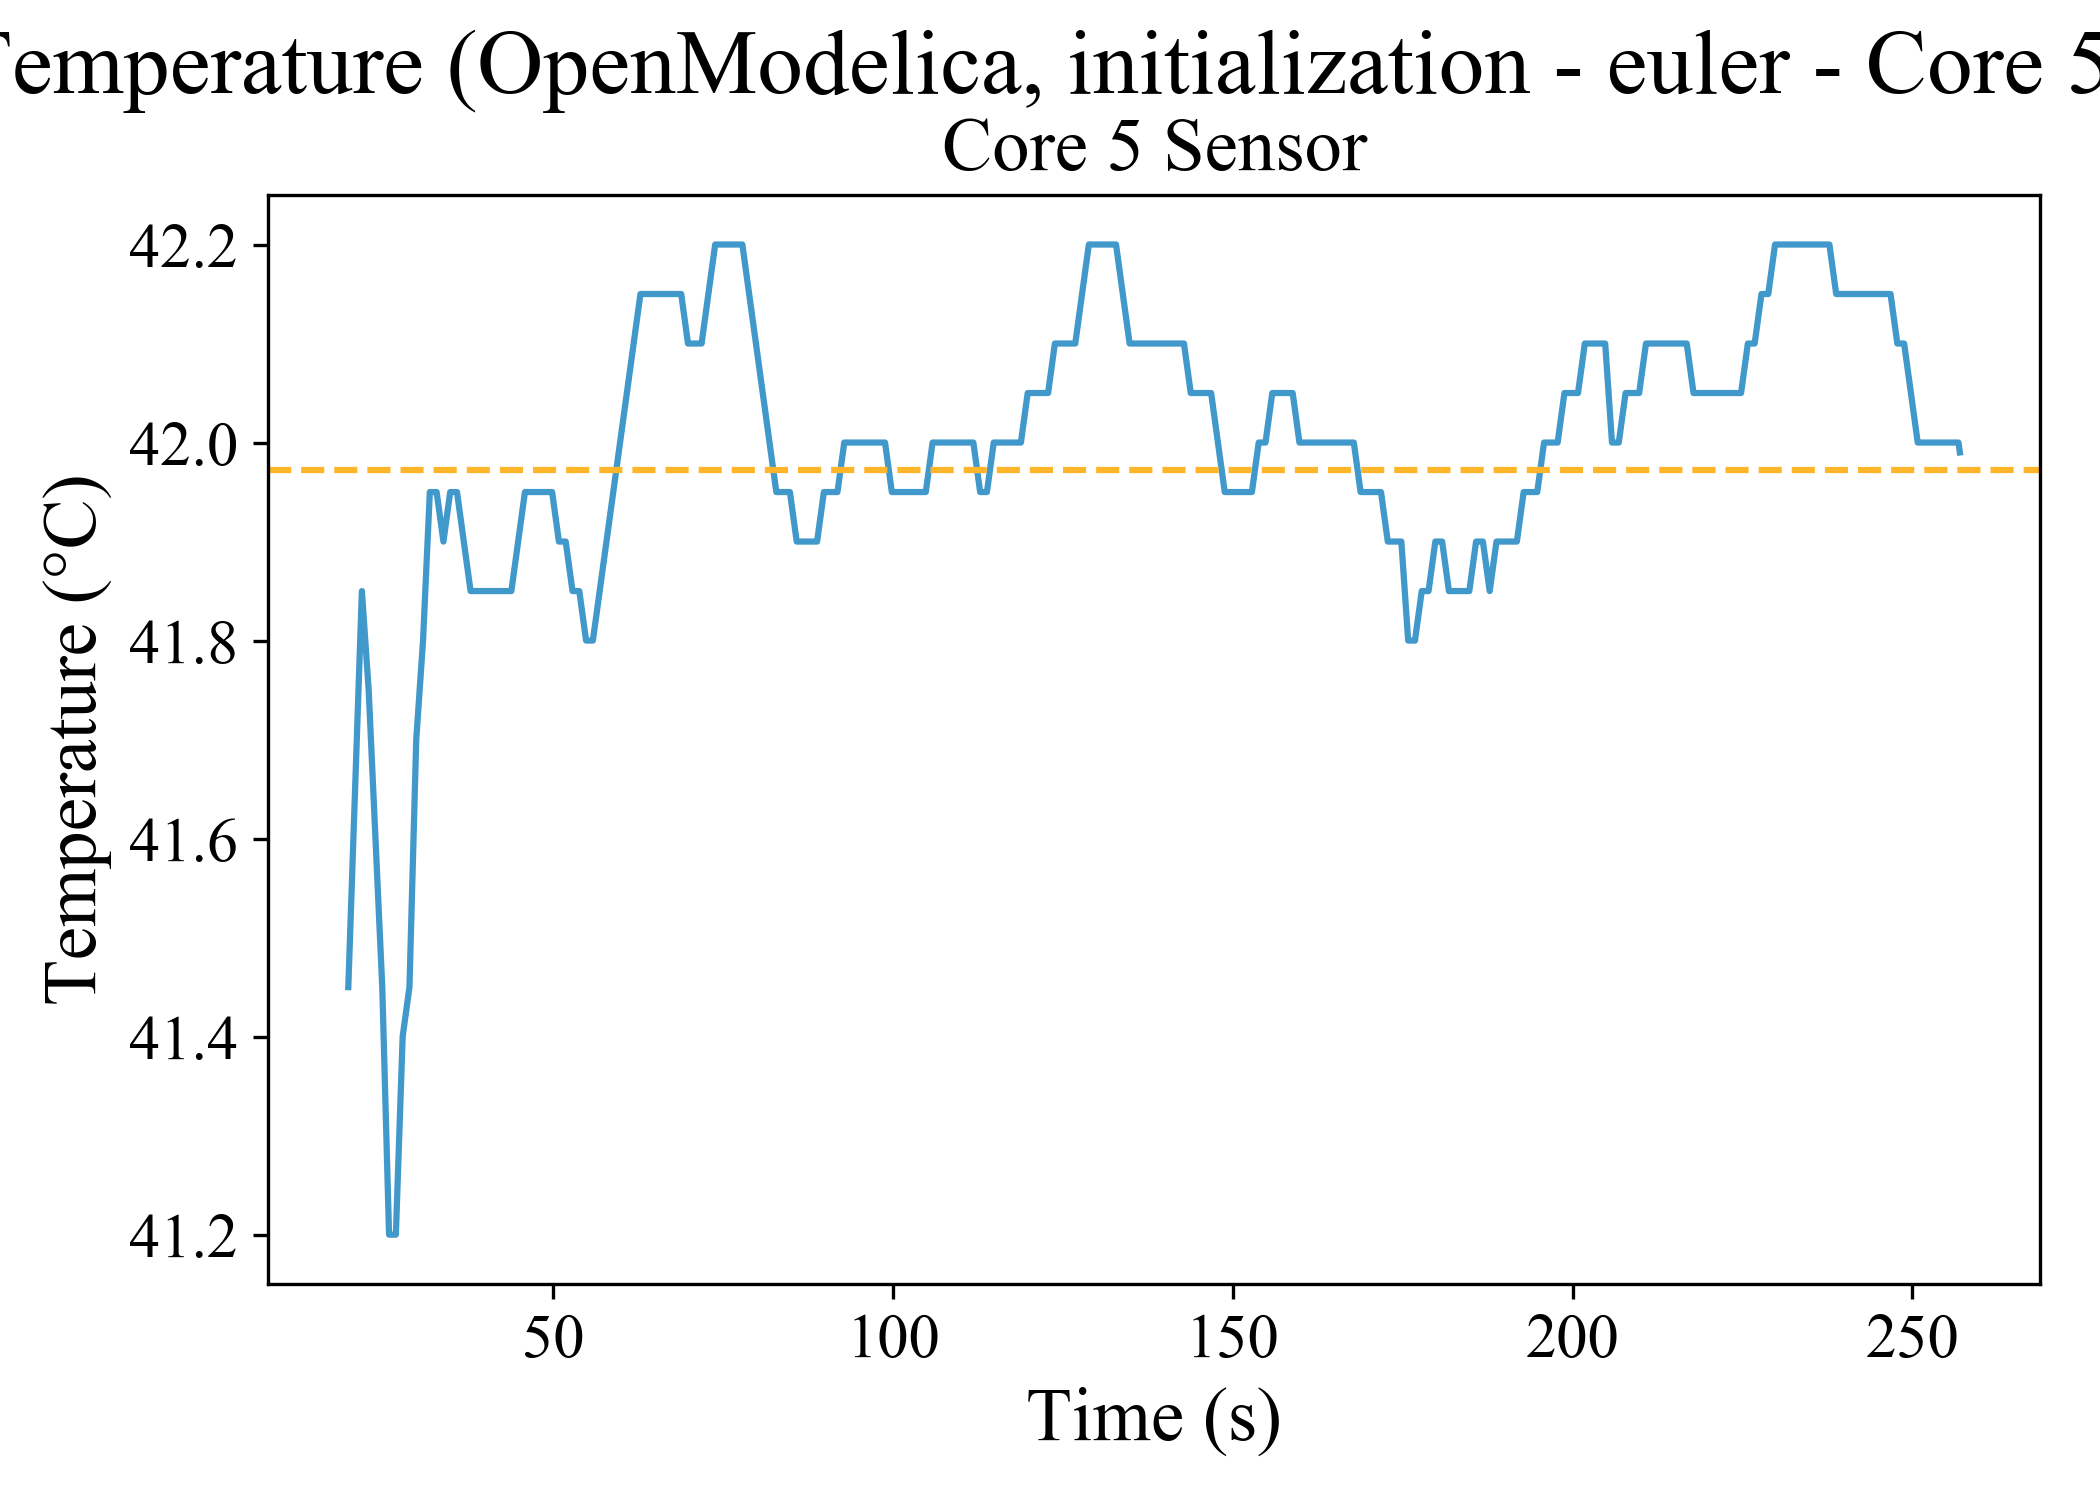 Temperature (OpenModelica, initialization - euler - Core 5
Core 5 Sensor
Temperature (°C)
42.2
42.0
41.8
41.6
41.4
41.2
50 100 150 200 250
Time (s)